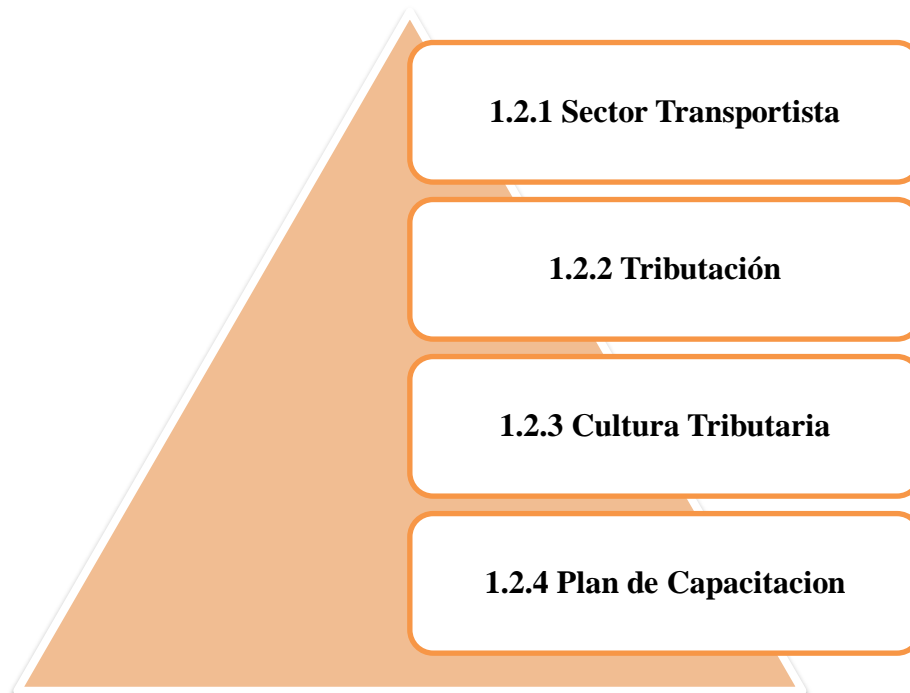 1.2.1 Sector Transportista
1.2.2 Tributación
1.2.3 Cultura Tributaria
1.2.4 Plan de Capacitacion